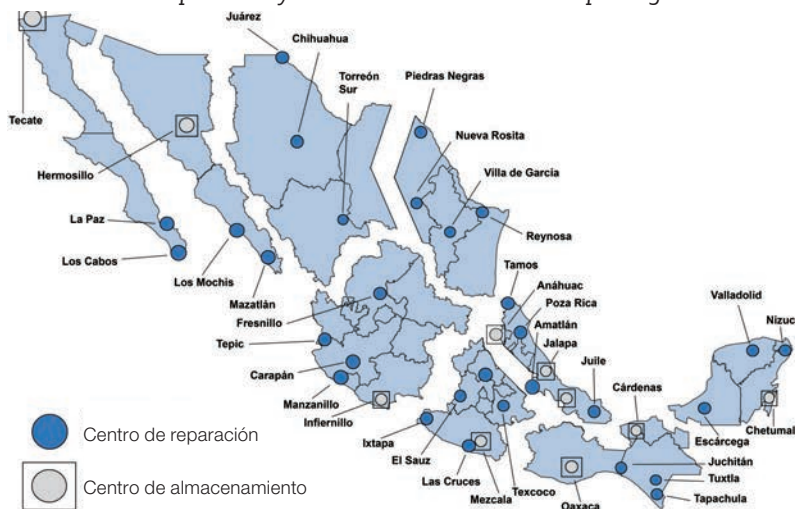 Juárez
Chihuahua
Torreón
Sur
Piedras Negras
Nueva Rosita
Villa de García
Tecate
Hermosillo
La Paz
Los Cabos
Los Mochis
Mazatlán
Reynosa
Tamos
Anáhuac
Poza Rica
Amatlán
Jalapa
Fresnillo
Tepic
Carapán
Manzanillo
Infiernillo
Valladolid
Nizuc
Cárdenas
Juile
Chetumal
Escárcega
Ixtapa
El Sauz
Las Cruces
Mezcala
Texcoco
Oaxaca
Juchitán
Tuxtla
Tapachula
Centro de reparación
Centro de almacenamiento